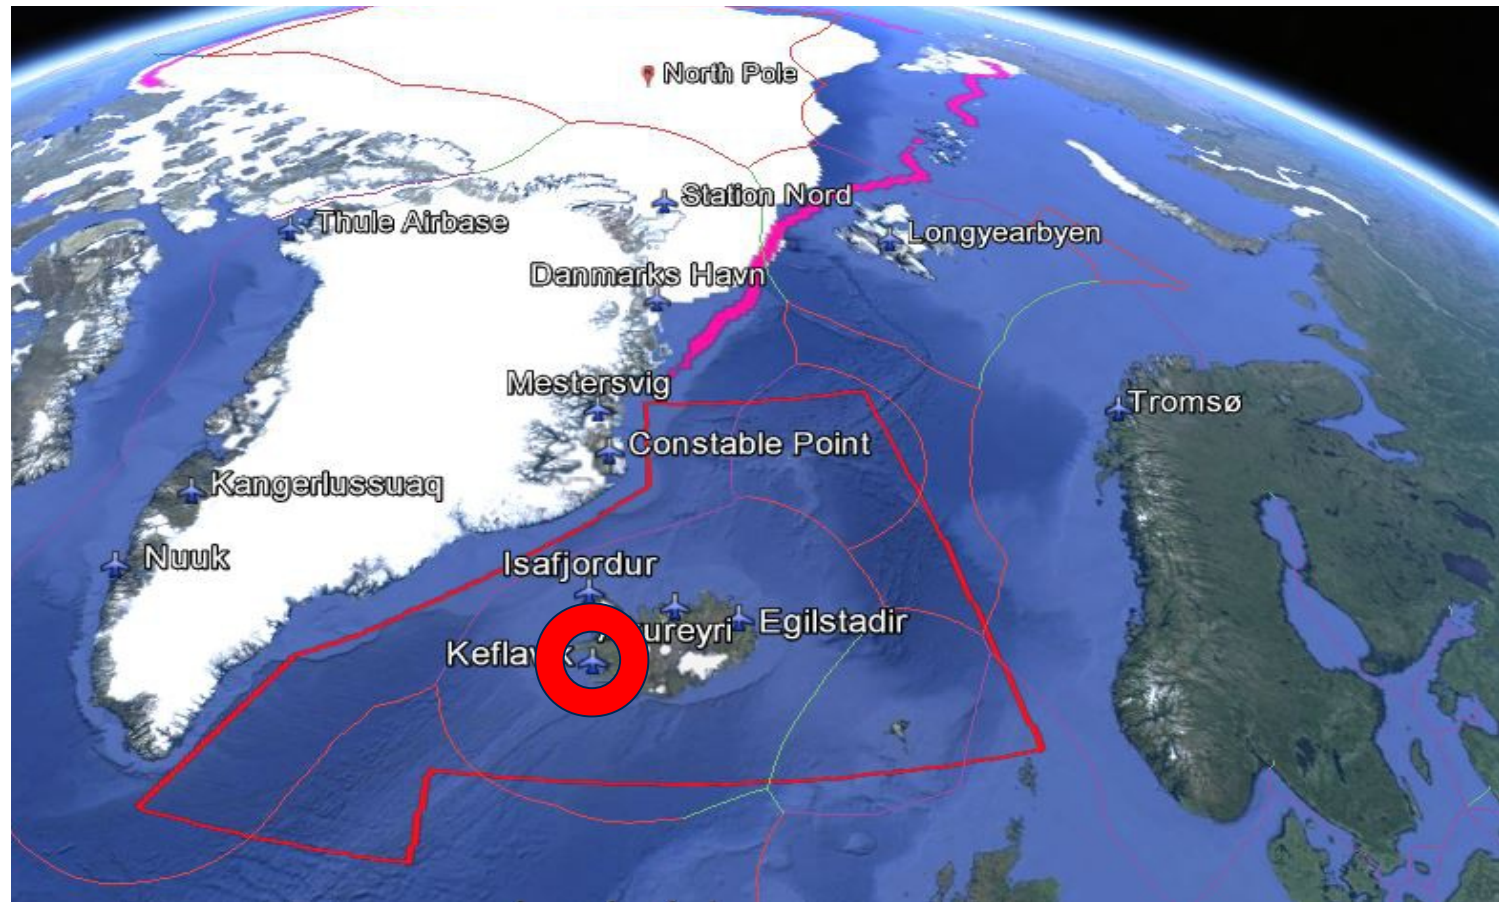 North Pole
Station Nord
Thule Airbase
Longyearbyen
Danmarks Havn
Mestersvig
Tromsø
Constable Point
Kangerlussuaq
Isafjordur
Nuuk
Egilstadir